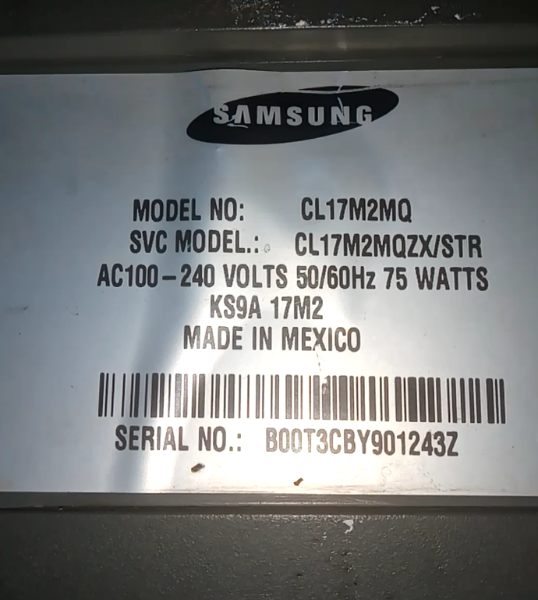 SAMSUNG
MODEL NO: CL17M2MQ
SVC MODEL.: CL17M2MQZX/STR
AC100-240 VOLTS 50/60Hz 75 WATTS
KS9A 17M2
MADE IN MEXICO
SERIAL NO.: B00T3CBY901243Z